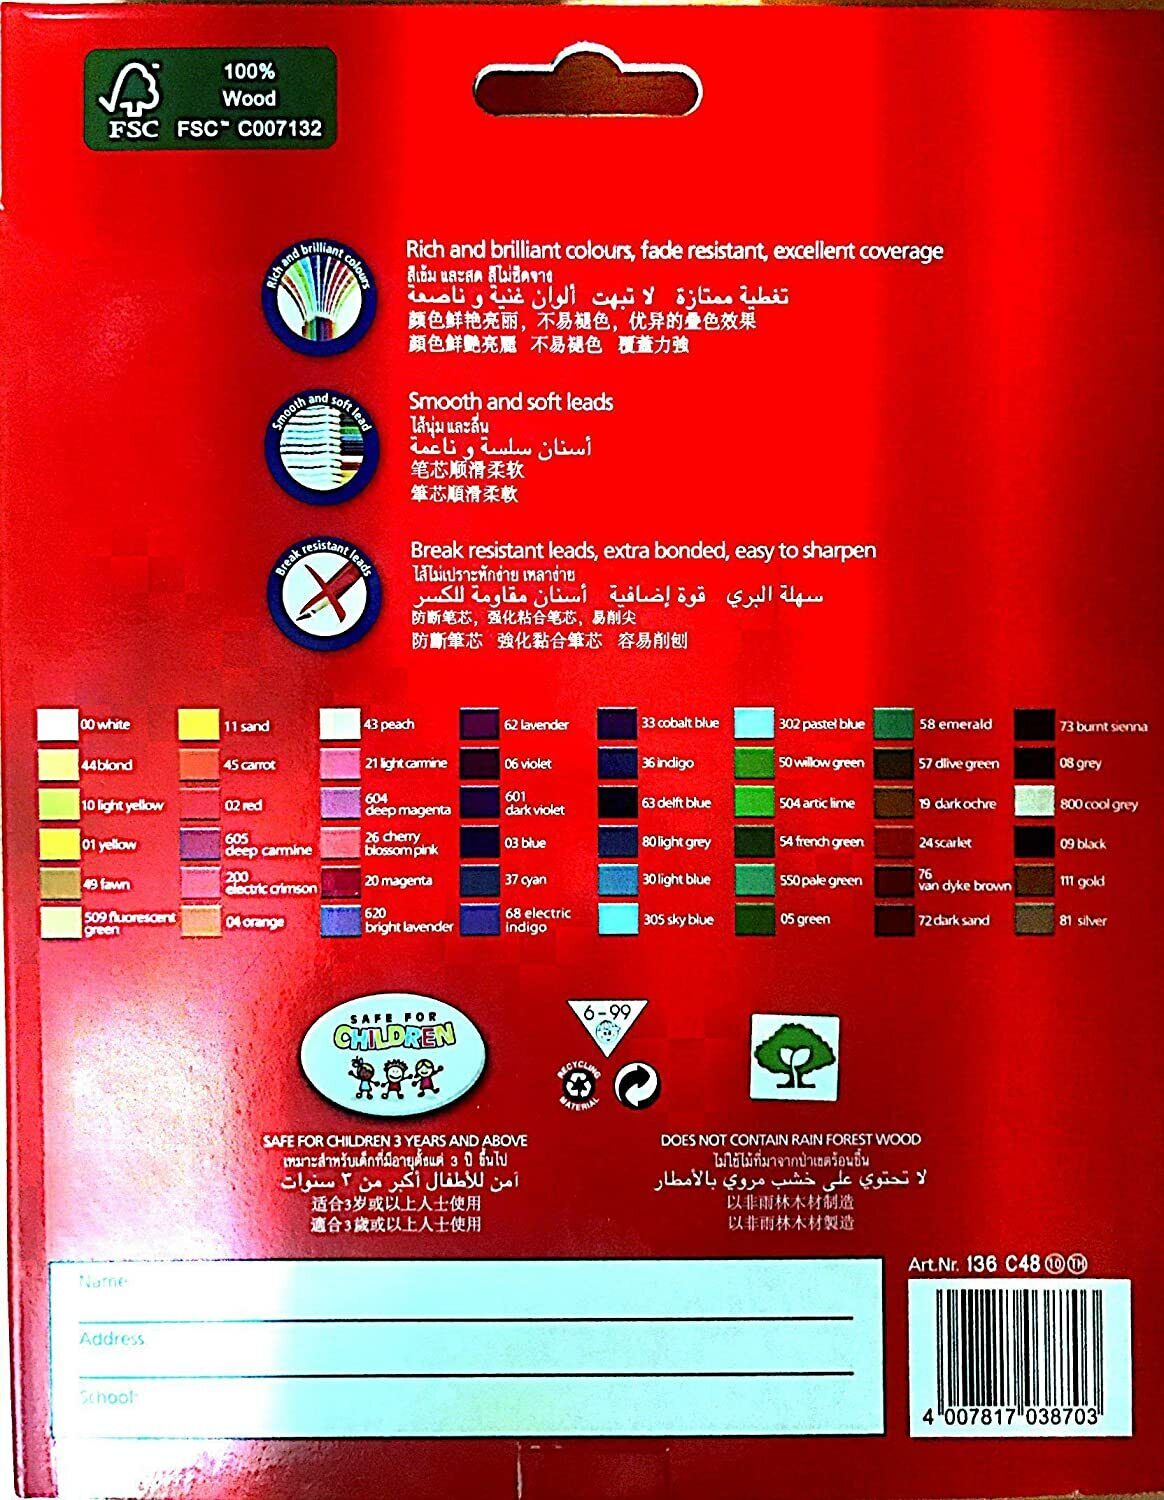 100%
Wood
FSC
FSC™ C007132
Rich and brilliant colours
Rich and brilliant colours, fade resistant, excellent coverage
สีเข้ม และสด สีไม่ซีดจาง
تغطية ممتازة لا تبهت ألوان غنية و ناصعة
顏色鲜艳亮丽，不易褪色，优异的叠色效果
顏色鮮艷亮麗 不易褪色 覆蓋力強
Smooth and soft lead
Smooth and soft leads
ไส้นุ่ม และลื่น
أسنان سلسة و ناعمة
笔芯顺滑柔软
筆芯順滑柔軟
Break resistant leads
Break resistant leads, extra bonded, easy to sharpen
ไส้ไม่เปราะหักง่าย เหลาง่าย
سهلة البري قوة إضافية أسنان مقاومة للكسر
防断笔芯，强化粘合笔芯，易削尖
防斷筆芯 強化黏合筆芯 容易削刨
00 white
44 blond
10 light yellow
01 yellow
49 fawn
509 fluorescent
green
11 sand
45 carrot
02 red
605
deep carmine
200
electric crimson
04 orange
43 peach
21 light carmine
604
deep magenta
26 cherry
blossom pink
20 magenta
620
bright lavender
62 lavender
06 violet
601
dark violet
03 blue
37 cyan
68 electric
indigo
33 cobalt blue
36 indigo
63 delft blue
80 light grey
30 light blue
305 sky blue
302 pastel blue
50 willow green
504 artic lime
54 french green
550 pale green
05 green
58 emerald
57 dlive green
19 dark ochre
24 scarlet
76
van dyke brown
72 dark sand
73 burnt sienna
08 grey
800 cool grey
09 black
111 gold
81 silver
SAFE FOR
CHILDREN
6-99
RECYCLING
MATERIAL
SAFE FOR CHILDREN 3 YEARS AND ABOVE
เหมาะสำหรับเด็กที่มีอายุตั้งแต่ 3 ปี ขึ้นไป
آمن للأطفال أكبر من ٣ سنوات
适合3岁或以上人士使用
適合3歲或以上人士使用
DOES NOT CONTAIN RAIN FOREST WOOD
ไม่ใช้ไม้ที่มาจากป่าเขตร้อนชื้น
لا تحتوي على خشب مروي بالأمطار
以非雨林木材制造
以非雨林木材製造
Name
Address
School
Art.Nr. 136 C48 10 TH
4 007817 038703